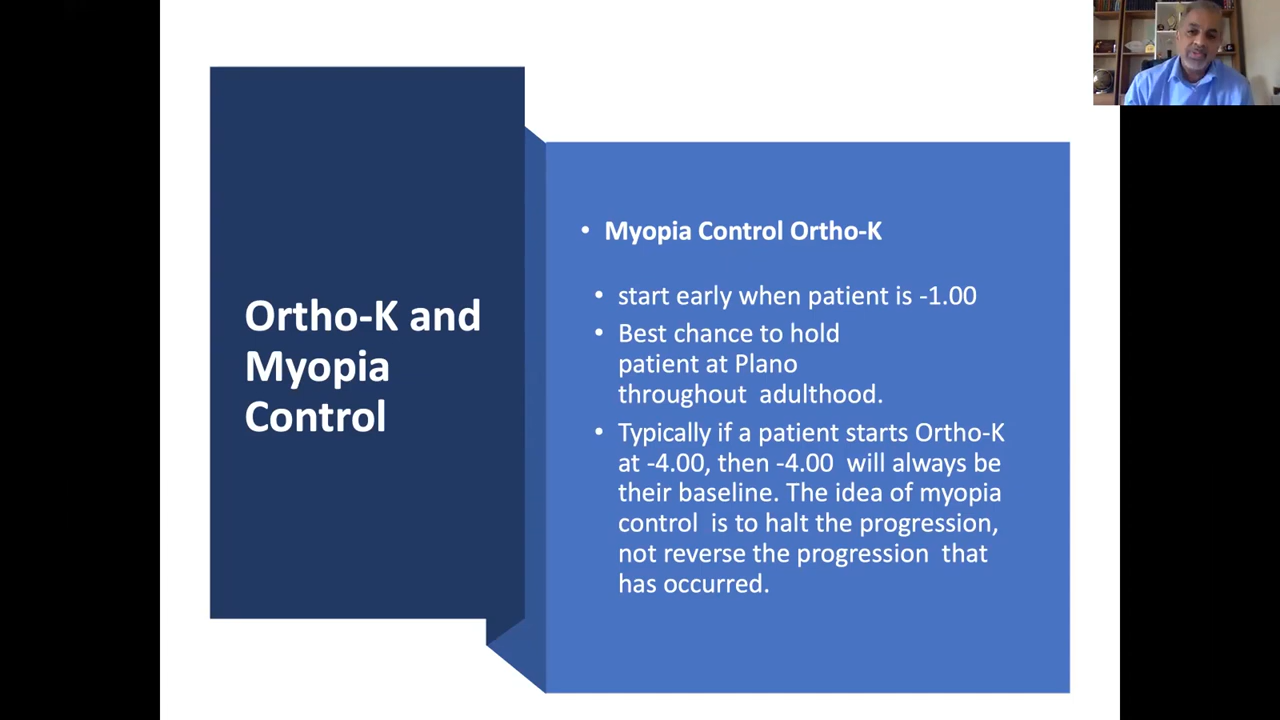 Ortho-K and
Myopia
Control
• Myopia Control Ortho-K
• start early when patient is -1.00
• Best chance to hold
patient at Plano
throughout adulthood.
• Typically if a patient starts Ortho-K
at -4.00, then -4.00 will always be
their baseline. The idea of myopia
control is to halt the progression,
not reverse the progression that
has occurred.